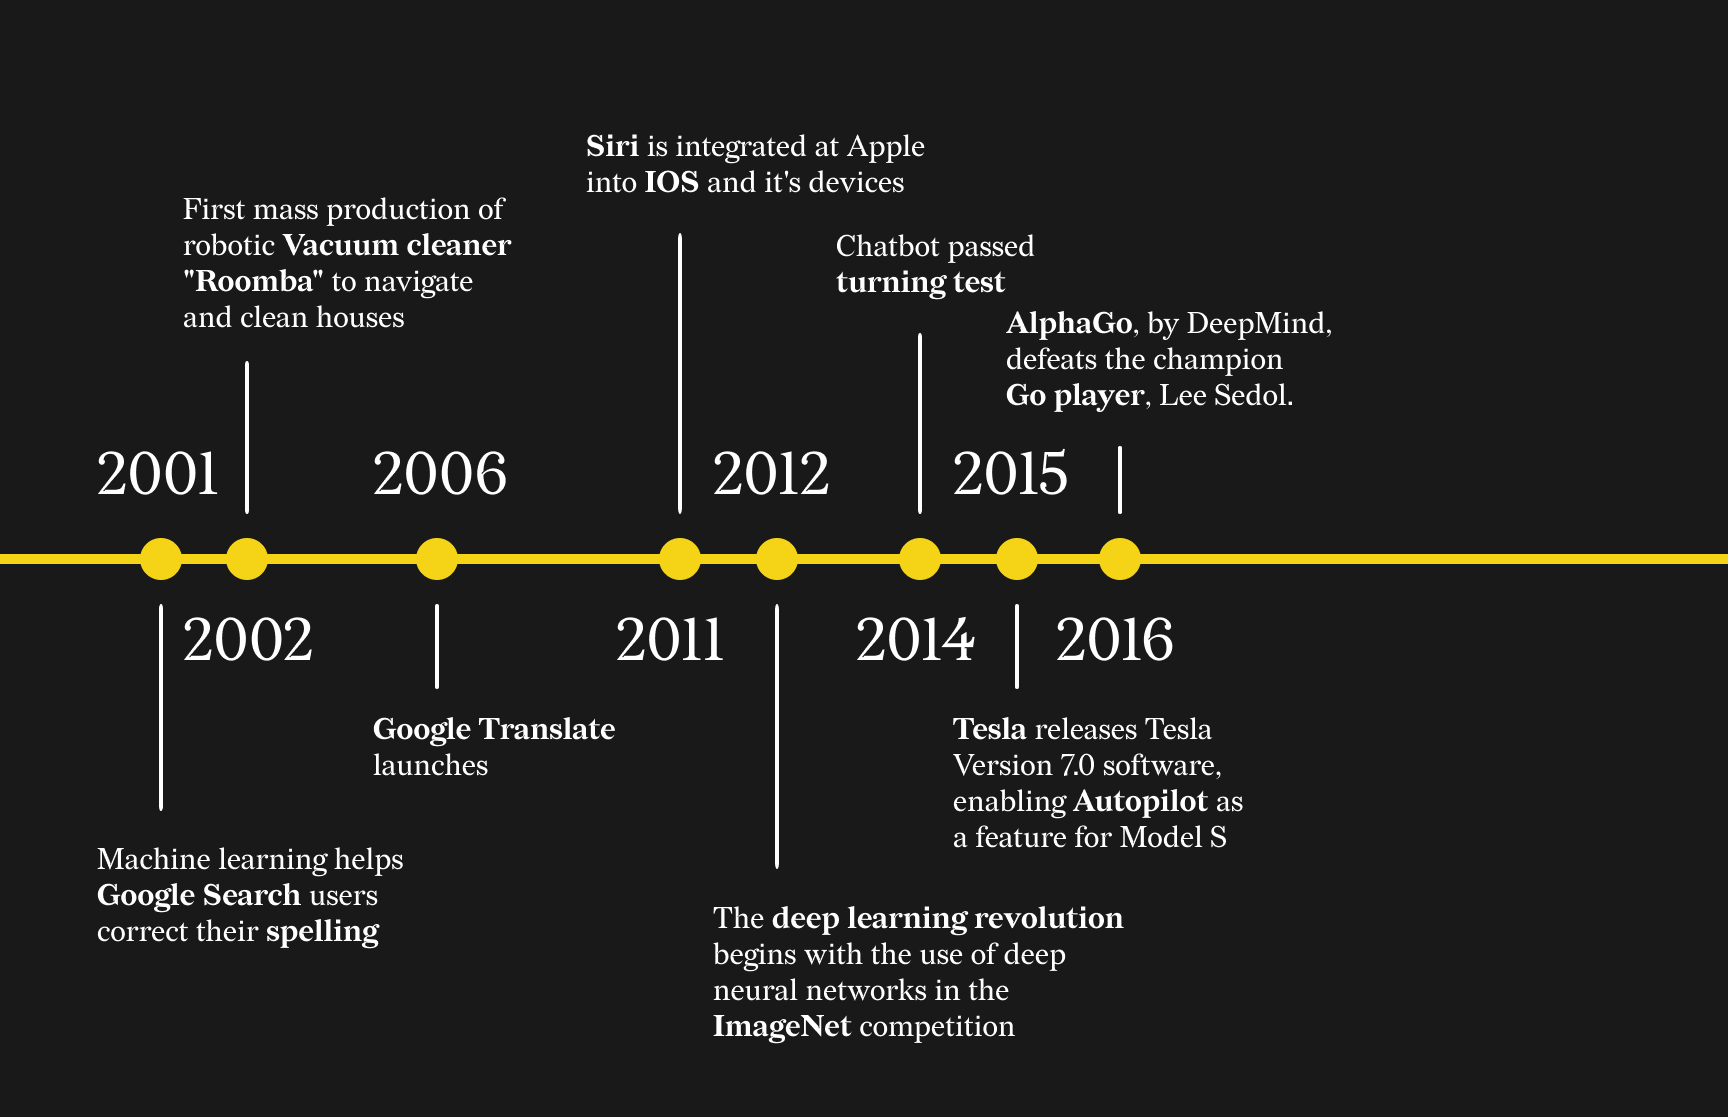 Siri is integrated at Apple
into IOS and it's devices
First mass production of
robotic Vacuum cleaner
"Roomba" to navigate
and clean houses
Chatbot passed
turning test
AlphaGo, by DeepMind,
defeats the champion
Go player, Lee Sedol.
2001
2006
2012
2015
2002
2011
2014
2016
Google Translate
launches
Tesla releases Tesla
Version 7.0 software,
enabling Autopilot as
a feature for Model S
Machine learning helps
Google Search users
correct their spelling
The deep learning revolution
begins with the use of deep
neural networks in the
ImageNet competition